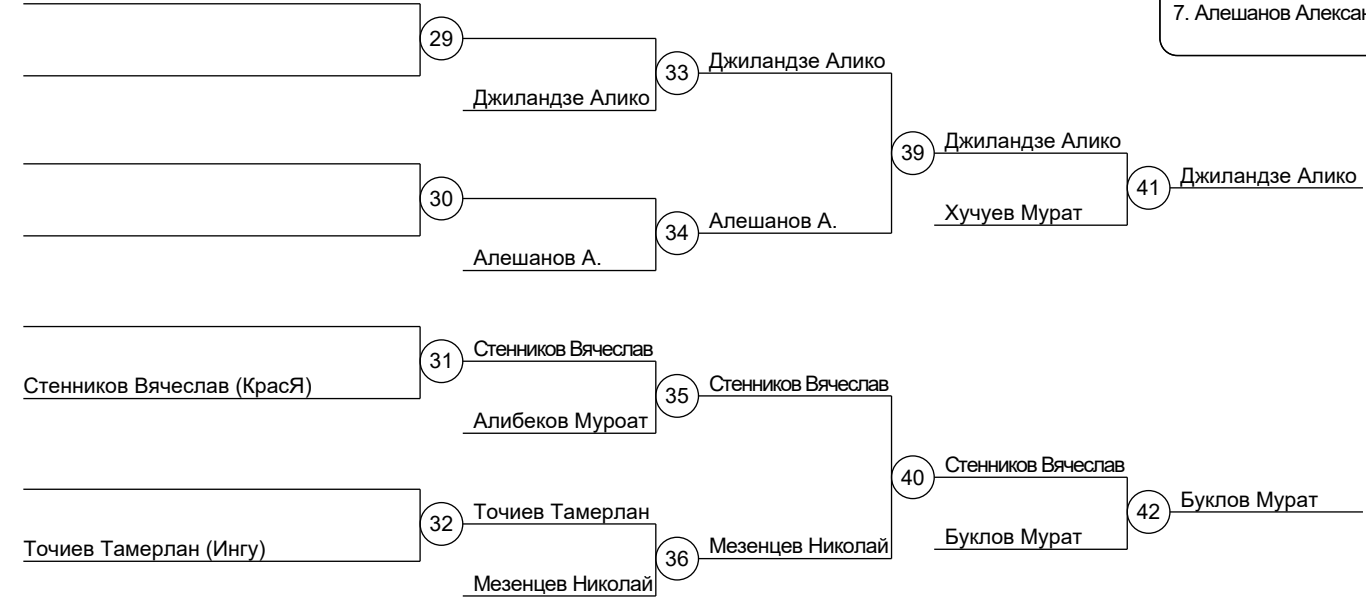 7. Алешанов
29
33
Джиландзе Алико
Джиландзе Алико
39
Джиландзе Алико
41
Джиландзе Алико
30
34
Алешанов А.
Хучуев Мурат
Алешанов А.
31
Стенников Вячеслав
35
Стенников Вячеслав
Стенников Вячеслав (КрасЯ)
Алибеков Муроат
40
Стенников Вячеслав
42
Буклов Мурат
32
Точиев Тамерлан
36
Мезенцев Николай
Буклов Мурат
Точиев Тамерлан (Ингу)
Мезенцев Николай